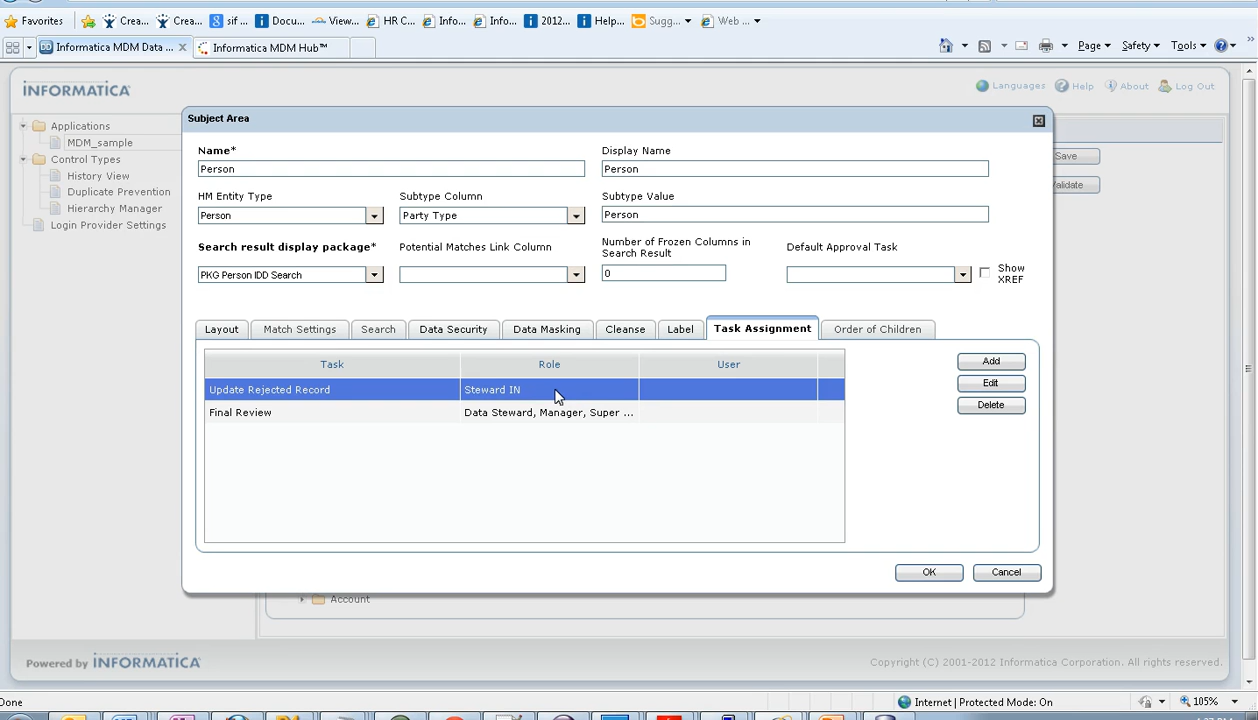 Favorites Crea... Crea... sif ... Docu... View... HR C... Info... Info... 2012... Help... Sugg... Web ...
Informatica MDM Data ... Informatica MDM Hub™ Page Safety Tools
INFORMATICA Languages Help About Log Out
Applications
MDM_sample
Control Types
History View
Duplicate Prevention
Hierarchy Manager
Login Provider Settings
Save
Validate
Subject Area
Name* Display Name
Person Person
HM Entity Type Subtype Column Subtype Value
Person Party Type Person
Search result display package* Potential Matches Link Column Number of Frozen Columns in Search Result Default Approval Task
PKG Person IDD Search 0 Show XREF
Layout Match Settings Search Data Security Data Masking Cleanse Label Task Assignment Order of Children
Task Role User
Update Rejected Record Steward IN
Final Review Data Steward, Manager, Super ...
Add
Edit
Delete
OK Cancel
Account
Powered by INFORMATICA Copyright (C) 2001-2012 Informatica Corporation. All rights reserved.
Done Internet | Protected Mode: On 105%